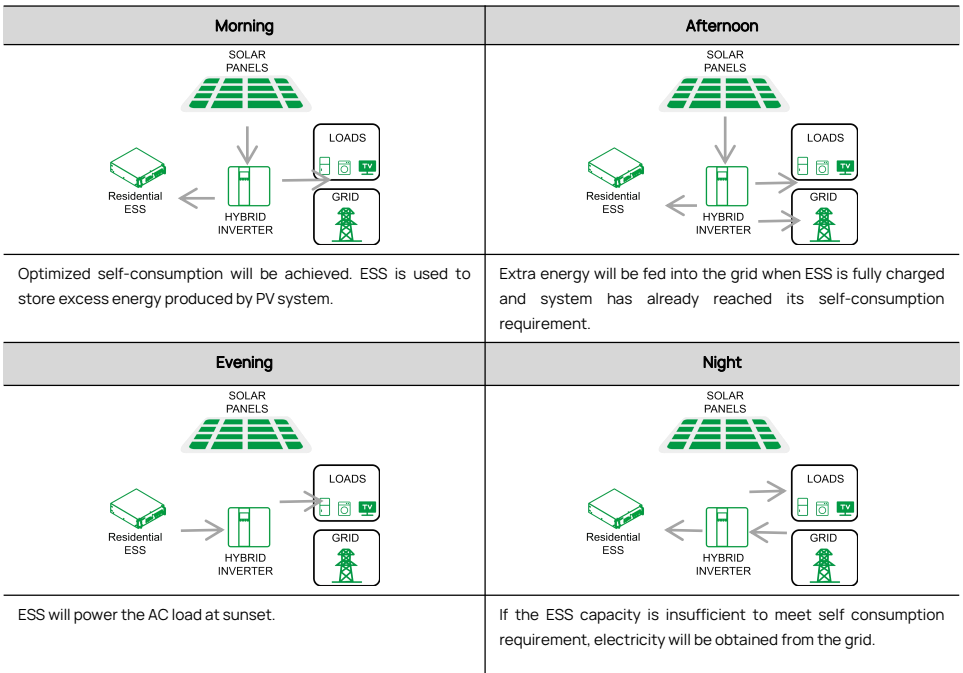 Morning
Afternoon
SOLAR
PANELS
LOADS
TV
Residential
ESS
HYBRID
INVERTER
GRID
SOLAR
PANELS
LOADS
TV
Residential
ESS
HYBRID
INVERTER
GRID
Optimized self-consumption will be achieved. ESS is used to
store excess energy produced by PV system.
Extra energy will be fed into the grid when ESS is fully charged
and system has already reached its self-consumption
requirement.
Evening
Night
SOLAR
PANELS
LOADS
TV
Residential
ESS
HYBRID
INVERTER
GRID
SOLAR
PANELS
LOADS
TV
Residential
ESS
HYBRID
INVERTER
GRID
ESS will power the AC load at sunset.
If the ESS capacity is insufficient to meet self consumption
requirement, electricity will be obtained from the grid.